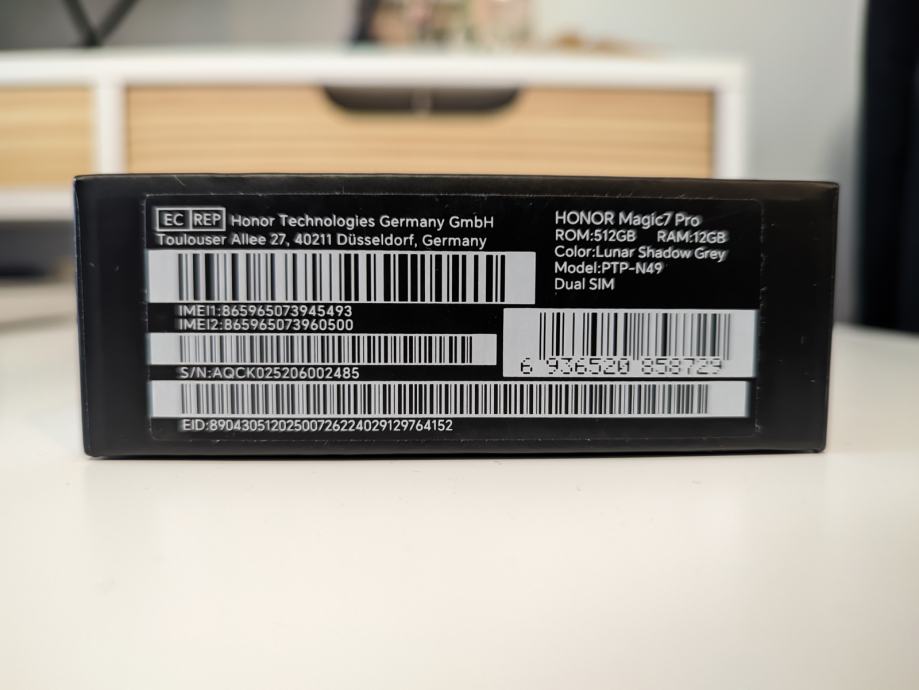 EC REP Honor Technologies Germany GmbH
Toulouser Allee 27, 40211 Düsseldorf, Germany
IMEI1:865965073945493
IMEI2:865965073960500
S/N:AQCK025206002485
EID:89043051202500726224029129764152
HONOR Magic7 Pro
ROM:512GB RAM:12GB
Color:Lunar Shadow Grey
Model:PTP-N49
Dual SIM
6 936520 858729